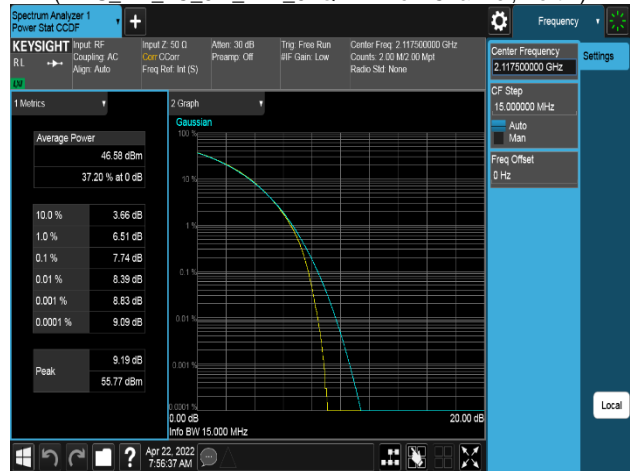 Spectrum Analyzer 1
Power Stat CCDF
Frequency
KEYSIGHT
R L
LXI
Input: RF
Coupling: AC
Align: Auto
Input Z: 50 Ω
Corr CCorr
Freq Ref: Int (S)
Atten: 30 dB
Preamp: Off
Trig: Free Run
#IF Gain: Low
Center Freq: 2.117500000 GHz
Counts: 2.00 M/2.00 Mpt
Radio Std: None
Center Frequency
2.117500000 GHz
Settings
CF Step
15.000000 MHz
Auto
Man
Freq Offset
0 Hz
1 Metrics
Average Power
46.58 dBm
37.20 % at 0 dB
10.0 % 3.66 dB
1.0 % 6.51 dB
0.1 % 7.74 dB
0.01 % 8.39 dB
0.001 % 8.83 dB
0.0001 % 9.09 dB
Peak
9.19 dB
55.77 dBm
2 Graph
Gaussian
100 %
10 %
1 %
0.1 %
0.01 %
0.001 %
0.0001 %
0.00 dB 20.00 dB
Info BW 15.000 MHz
Local
Apr 22, 2022
7:56:37 AM